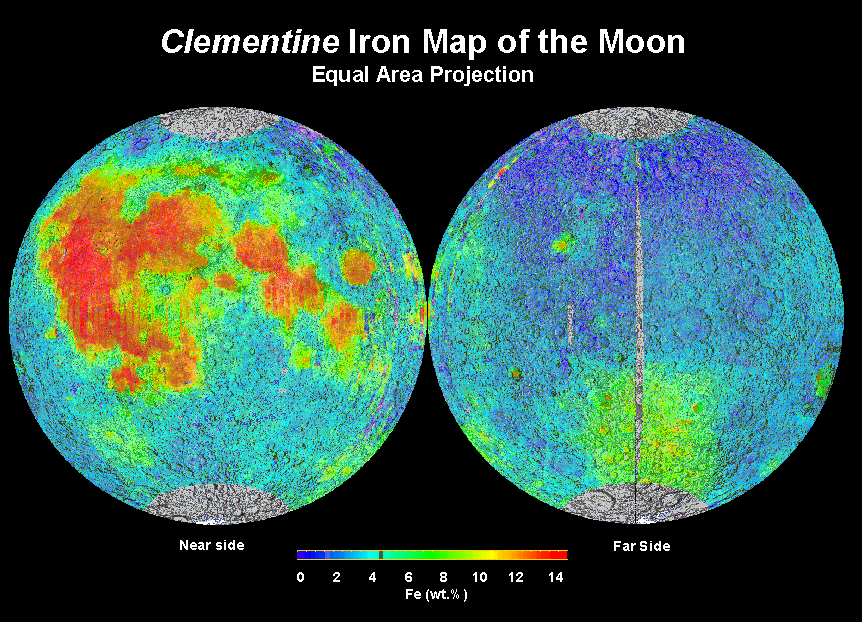 Clementine Iron Map of the Moon
Equal Area Projection
Near side
Far Side
0 2 4 6 8 10 12 14
Fe (wt.%)